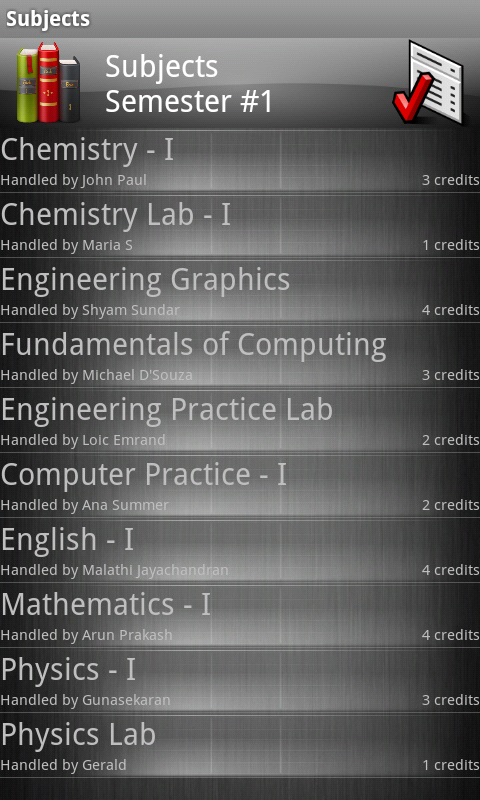 Subjects
Subjects
Semester #1
Chemistry - I
Handled by John Paul 3 credits
Chemistry Lab - I
Handled by Maria S 1 credits
Engineering Graphics
Handled by Shyam Sundar 4 credits
Fundamentals of Computing
Handled by Michael D'Souza 3 credits
Engineering Practice Lab
Handled by Loic Emrand 2 credits
Computer Practice - I
Handled by Ana Summer 2 credits
English - I
Handled by Malathi Jayachandran 4 credits
Mathematics - I
Handled by Arun Prakash 4 credits
Physics - I
Handled by Gunasekaran 3 credits
Physics Lab
Handled by Gerald 1 credits